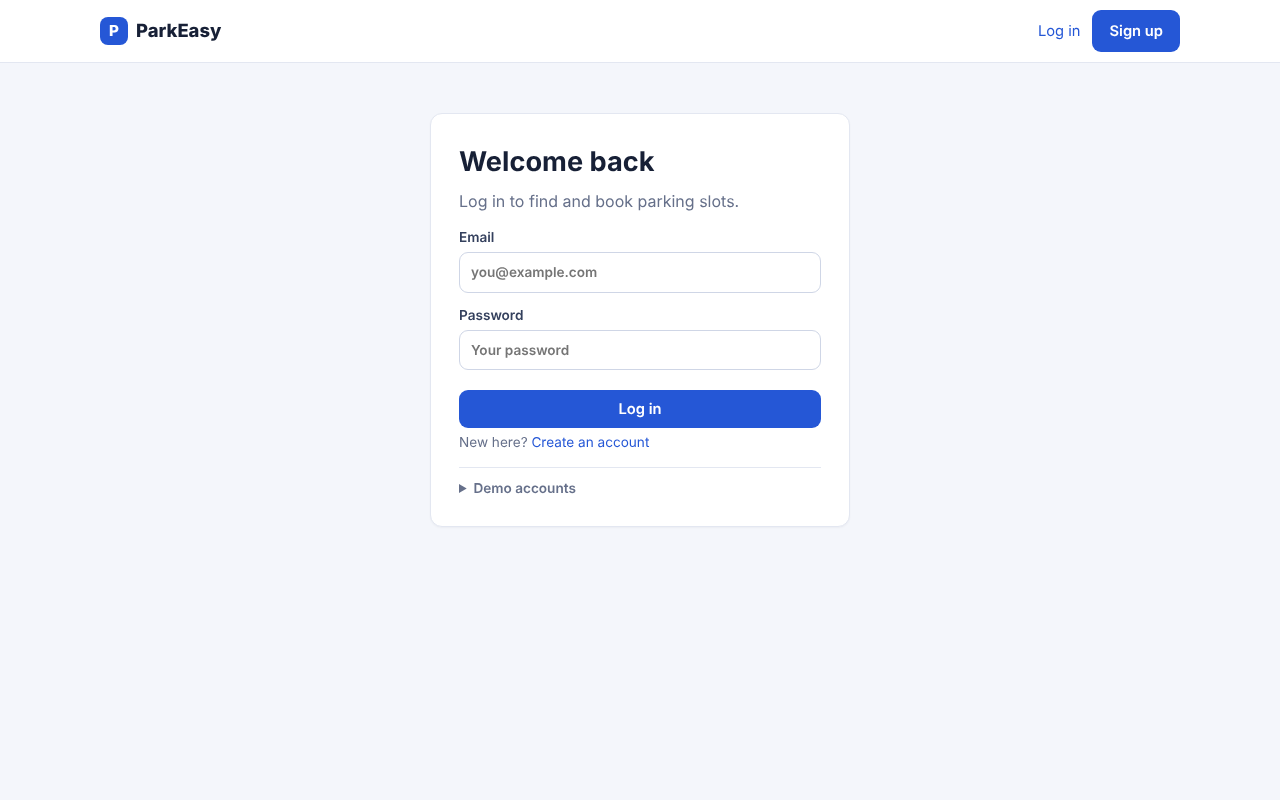 P ParkEasy
Log in
Sign up
Welcome back
Log in to find and book parking slots.
Email
you@example.com
Password
Your password
Log in
New here? Create an account
Demo accounts